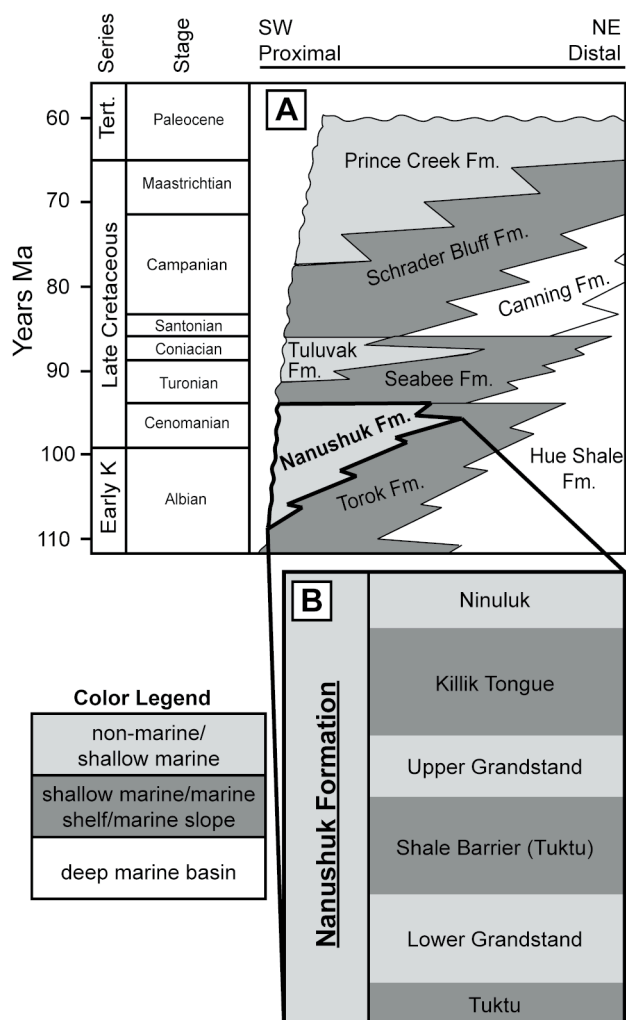 SW
NE
Proximal
Distal
Series
Stage
A
Years Ma
60
70
80
90
100
110
Tert.
Late Cretaceous
Early K
Paleocene
Maastrichtian
Campanian
Santonian
Coniacian
Turonian
Cenomanian
Albian
Prince Creek Fm.
Schrader Bluff Fm.
Canning Fm.
Tuluvak
Fm.
Seabee Fm.
Nanushuk Fm.
Torok Fm.
Hue Shale
Fm.
B
Nanushuk Formation
Ninuluk
Killik Tongue
Upper Grandstand
Shale Barrier (Tuktu)
Lower Grandstand
Tuktu
Color Legend
non-marine/
shallow marine
shallow marine/marine
shelf/marine slope
deep marine basin